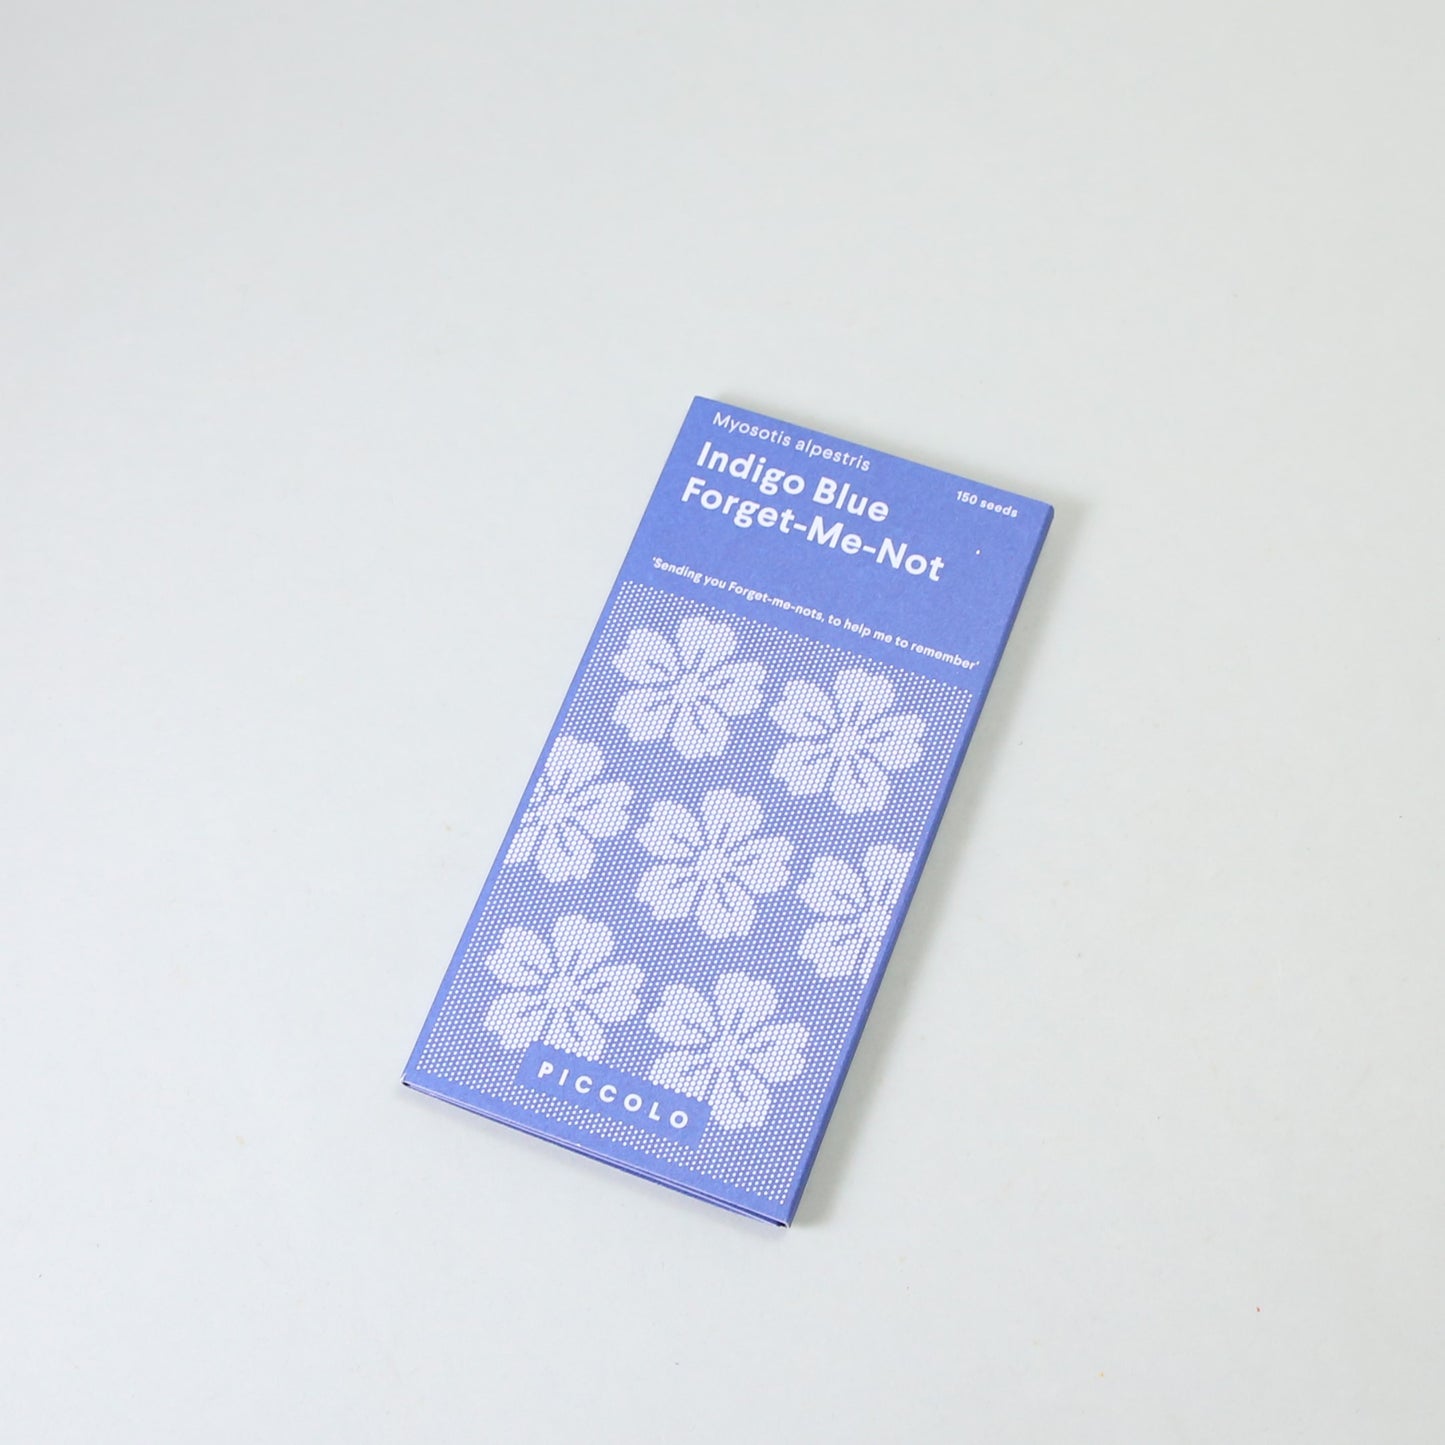 Myosotis alpestris
Indigo Blue
Forget-Me-Not
150 seeds
'Sending you Forget-me-nots, to help me to remember'
PICCOLO